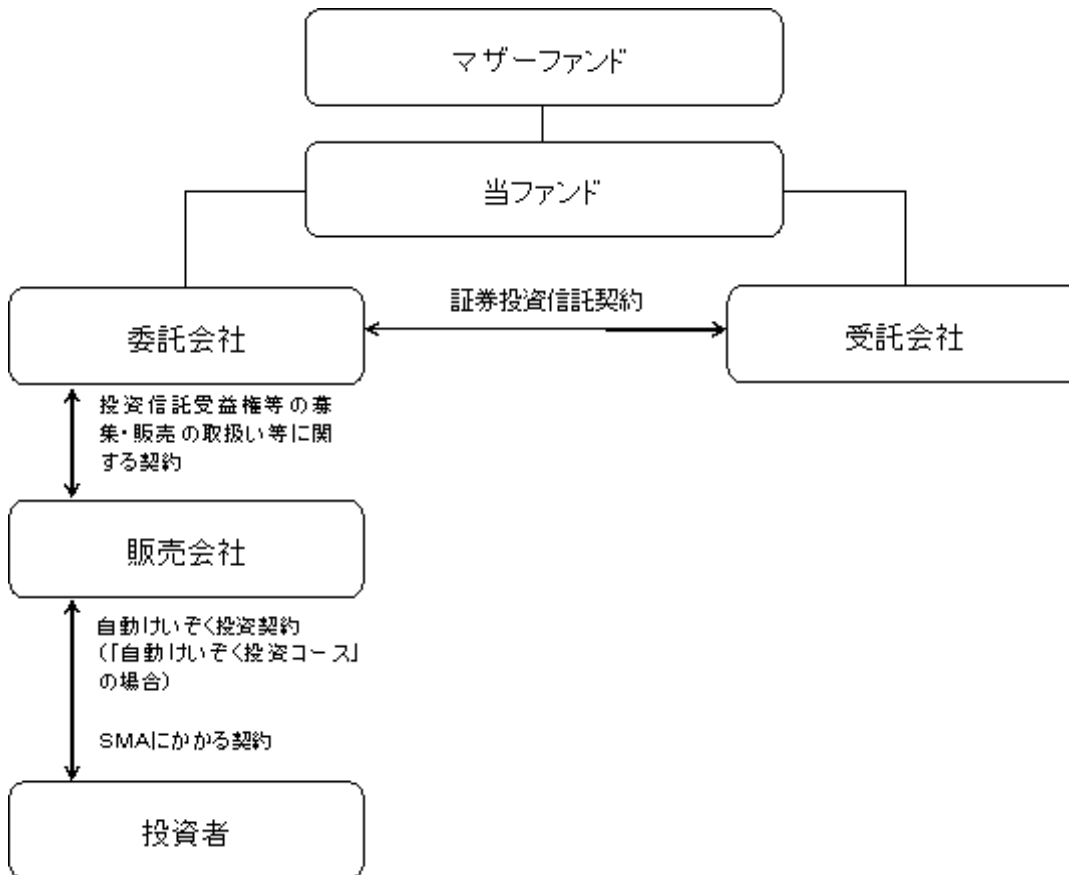 マザーファンド
当ファンド
証券投資信託契約
委託会社
受託会社
投資信託受益権等の募
集・販売の取扱い等に関
する契約
販売会社
自動けいぞく投資契約
(「自動けいぞく投資コース」
の場合)
SMAにかかる契約
投資者